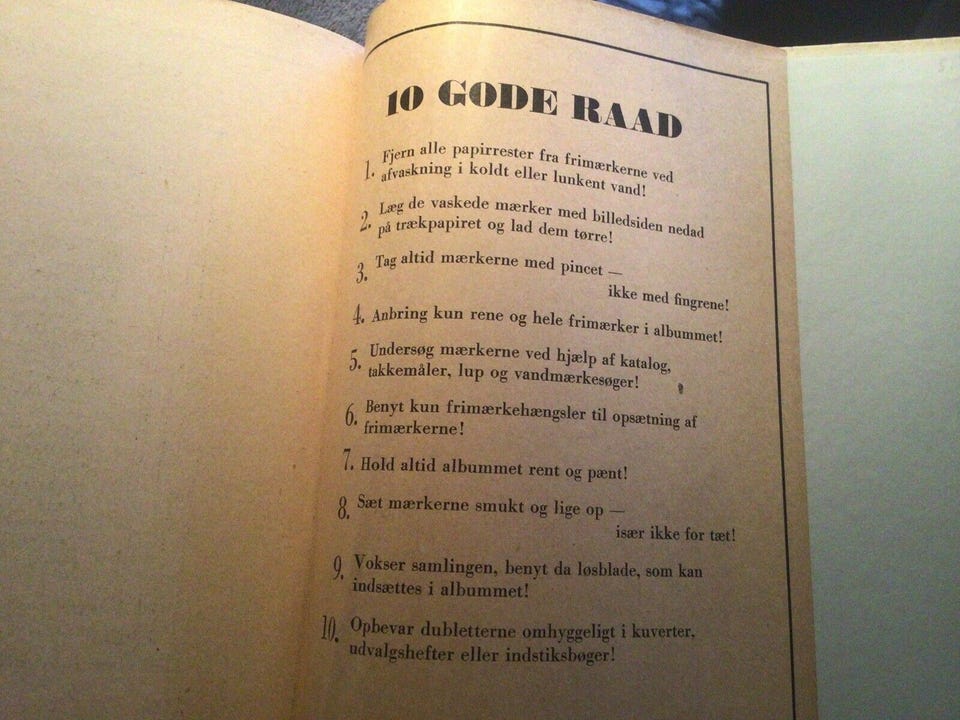 10 GODE RAAD
1. Fjern alle papirrester fra frimærkerne ved
afvaskning i koldt eller lunkent vand!
2. Læg de vaskede mærker med billedsiden nedad
på trækpapiret og lad dem tørre!
3. Tag altid mærkerne med pincet —
ikke med fingrene!
4. Anbring kun rene og hele frimærker i albummet!
5. Undersøg mærkerne ved hjælp af katalog,
takkemåler, lup og vandmærkesøger!
6. Benyt kun frimærkehængsler til opsætning af
frimærkerne!
7. Hold altid albummet rent og pænt!
8. Sæt mærkerne smukt og lige op —
især ikke for tæt!
9. Vokser samlingen, benyt da løsblade, som kan
indsættes i albummet!
10. Opbevar dubletterne omhyggeligt i kuverter,
udvalgshefter eller indstiksbøger!